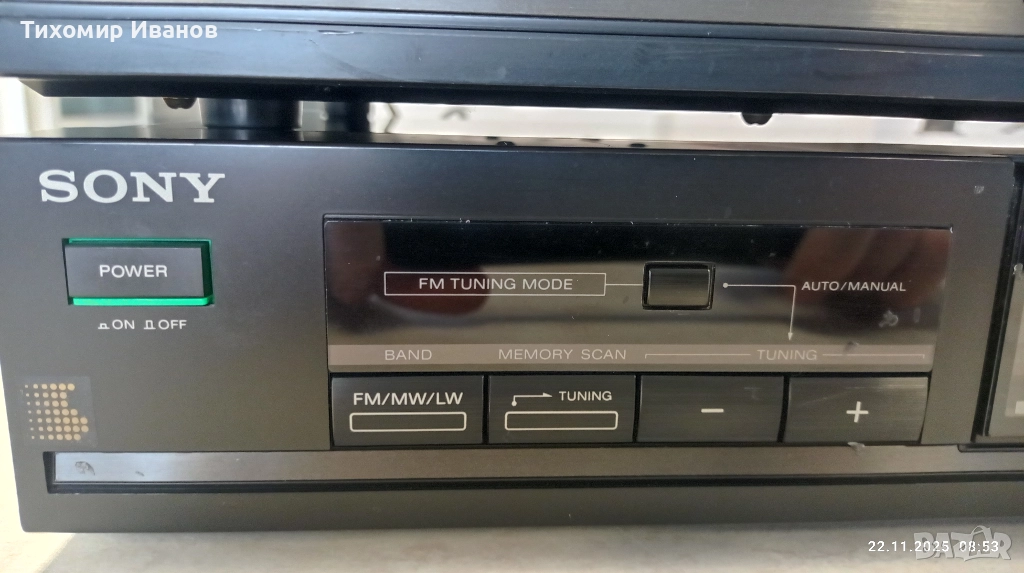 Тихомир Иванов
SONY
POWER
ON OFF
FM TUNING MODE
AUTO/MANUAL
BAND
MEMORY SCAN
TUNING
FM/MW/LW
TUNING
− +
22.11.2025 08:53
BAZAR